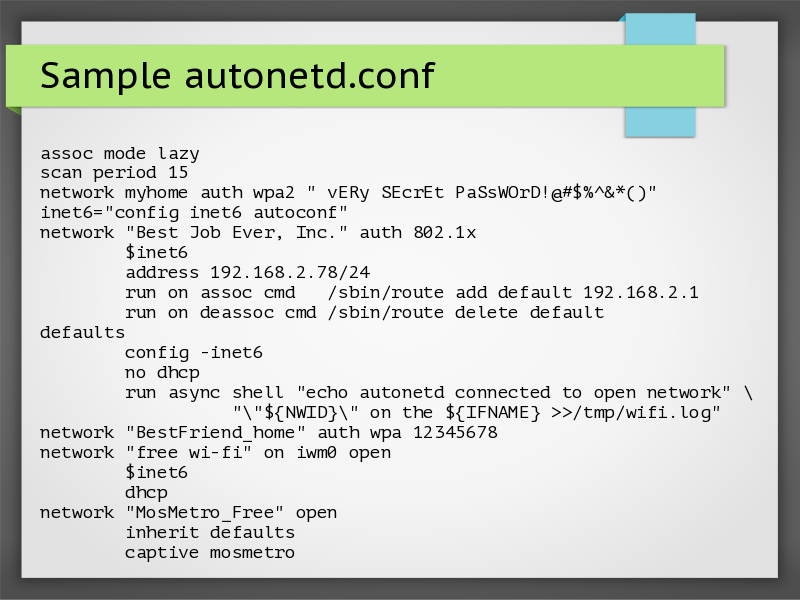 Sample autonetd.conf
assoc mode lazy
scan period 15
network myhome auth wpa2 " vERy SEcrEt PaSsWOrD!@#$%^&*()"
inet6="config inet6 autoconf"
network "Best Job Ever, Inc." auth 802.1x
        $inet6
        address 192.168.2.78/24
        run on assoc cmd   /sbin/route add default 192.168.2.1
        run on deassoc cmd /sbin/route delete default
defaults
        config -inet6
        no dhcp
        run async shell "echo autonetd connected to open network" \
                  "\"${NWID}\" on the ${IFNAME} >>/tmp/wifi.log"
network "BestFriend_home" auth wpa 12345678
network "free wi-fi" on iwm0 open
        $inet6
        dhcp
network "MosMetro_Free" open
        inherit defaults
        captive mosmetro